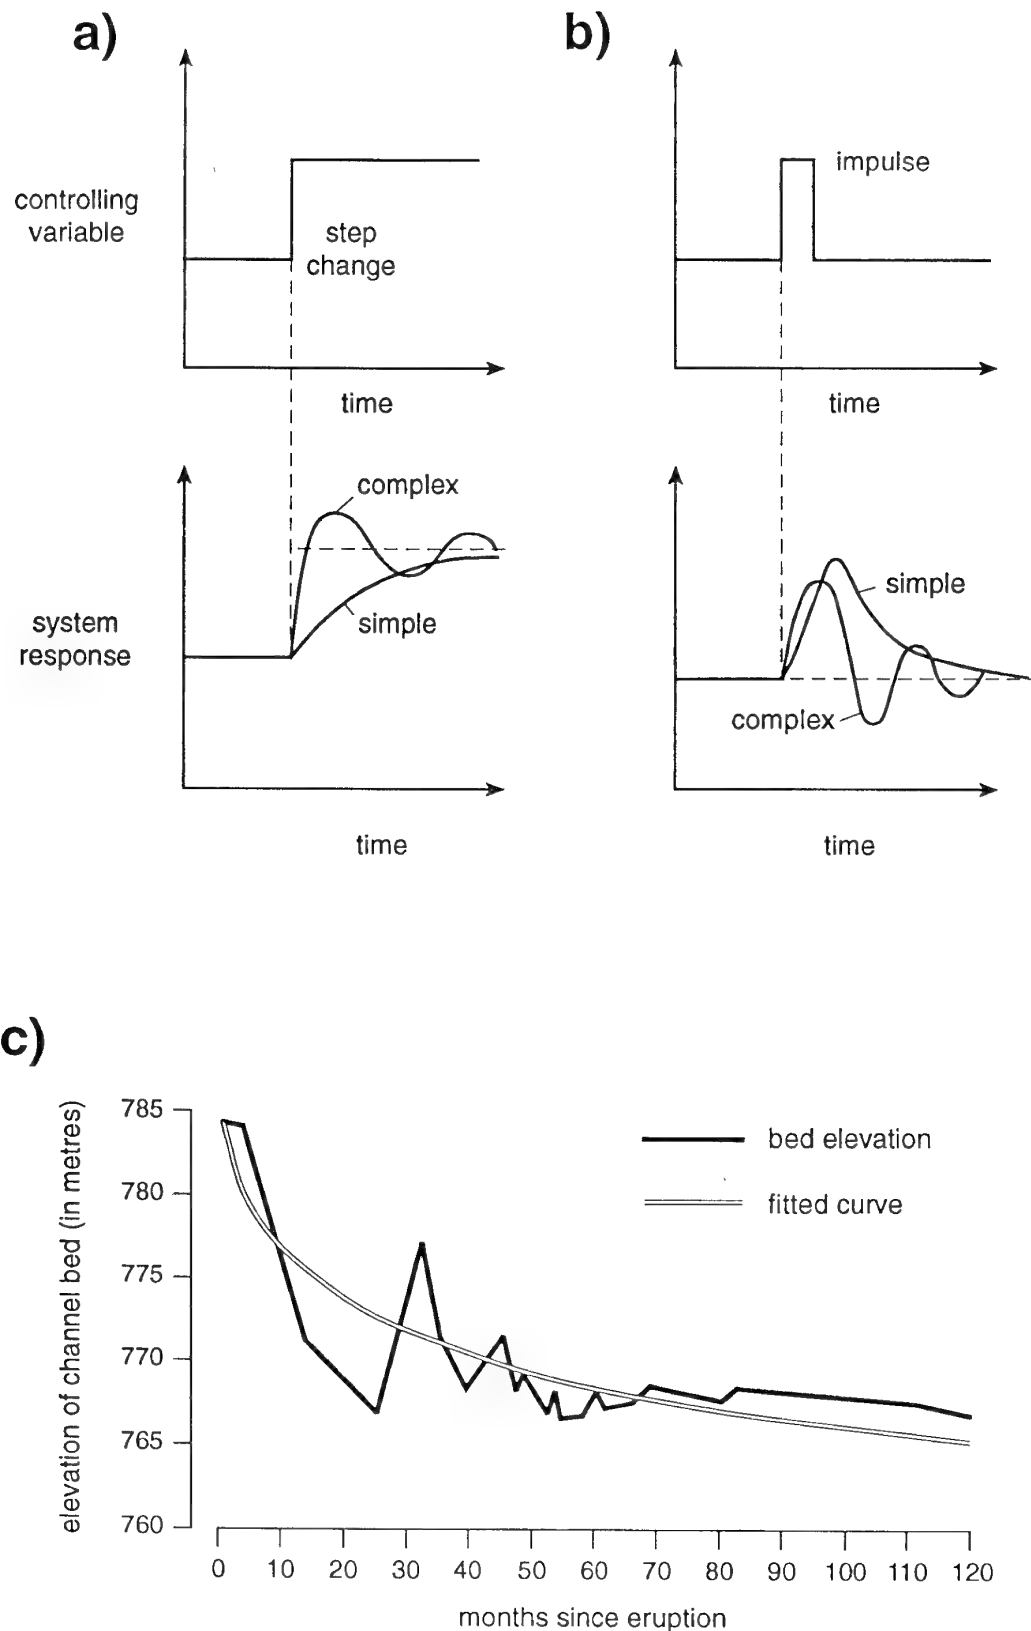 a)
controlling
variable
step
change
time
complex
simple
system
response
time
b)
impulse
time
simple
complex
time
c)
elevation of channel bed (in metres)
785
780
775
770
765
760
bed elevation
fitted curve
0 10 20 30 40 50 60 70 80 90 100 110 120
months since eruption